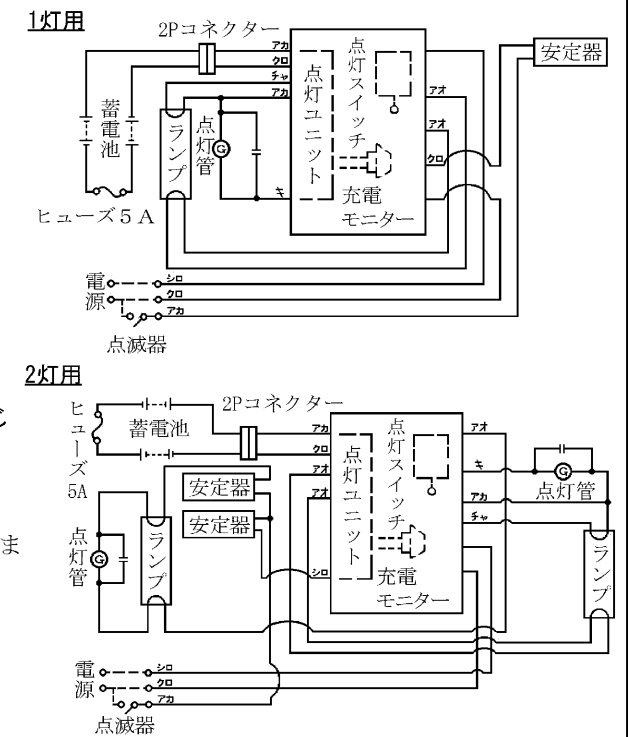 1灯用
2Pコネクター
アカ
クロ
チャ
アカ
キ
蓄電池
ランプ
点灯管
G
点灯ユニット
点灯スイッチ
充電
モニター
アオ
アオ
クロ
安定器
ヒューズ5A
電源
シロ
クロ
アカ
点滅器
2灯用
ヒューズ5A
蓄電池
2Pコネクター
アカ
クロ
アオ
アオ
シロ
安定器
安定器
点灯管
G
ランプ
点灯ユニット
点灯スイッチ
充電
モニター
アオ
キ
アカ
チャ
G
点灯管
ランプ
ま
電源
シロ
クロ
アカ
点滅器